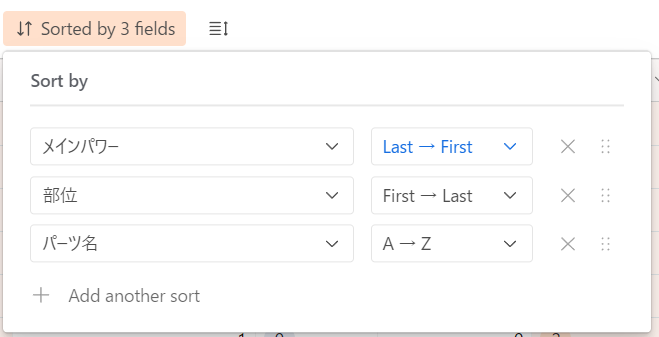 Sorted by 3 fields
Sort by
メインパワー Last → First
部位 First → Last
パーツ名 A → Z
Add another sort